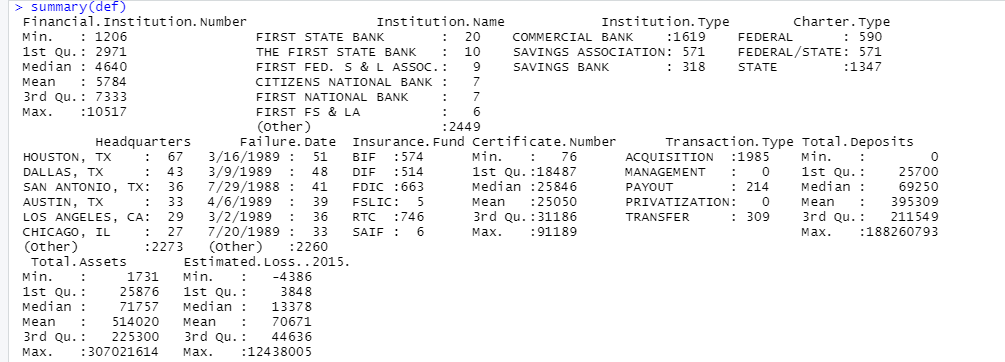 > summary(def)
Financial.Institution.Number Institution.Name Institution.Type Charter.Type
Min. : 1206 FIRST STATE BANK : 20 COMMERCIAL BANK :1619 FEDERAL : 590
1st Qu.: 2971 THE FIRST STATE BANK : 10 SAVINGS ASSOCIATION: 571 FEDERAL/STATE: 571
Median : 4640 FIRST FED. S & L ASSOC.: 9 SAVINGS BANK : 318 STATE :1347
Mean : 5784 CITIZENS NATIONAL BANK : 7
3rd Qu.: 7333 FIRST NATIONAL BANK : 7
Max. :10517 FIRST FS & LA : 6
(Other) :2449
Headquarters Failure.Date Insurance.Fund Certificate.Number Transaction.Type Total.Deposits
HOUSTON, TX : 67 3/16/1989 : 51 BIF :574 Min. : 76 ACQUISITION :1985 Min. : 0
DALLAS, TX : 43 3/9/1989 : 48 DIF :514 1st Qu.:18487 MANAGEMENT : 0 1st Qu.: 25700
SAN ANTONIO, TX: 36 7/29/1988 : 41 FDIC :663 Median :25846 PAYOUT : 214 Median : 69250
AUSTIN, TX : 33 4/6/1989 : 39 FSLIC: 5 Mean :25050 PRIVATIZATION: 0 Mean : 395309
LOS ANGELES, CA: 29 3/2/1989 : 36 RTC :746 3rd Qu.:31186 TRANSFER : 309 3rd Qu.: 211549
CHICAGO, IL : 27 7/20/1989 : 33 SAIF : 6 Max. :91189 Max. :188260793
(Other) :2273 (Other) :2260
Total.Assets Estimated.Loss..2015.
Min. : 1731 Min. : -4386
1st Qu.: 25876 1st Qu.: 3848
Median : 71757 Median : 13378
Mean : 514020 Mean : 70671
3rd Qu.: 225300 3rd Qu.: 44636
Max. :307021614 Max. :12438005